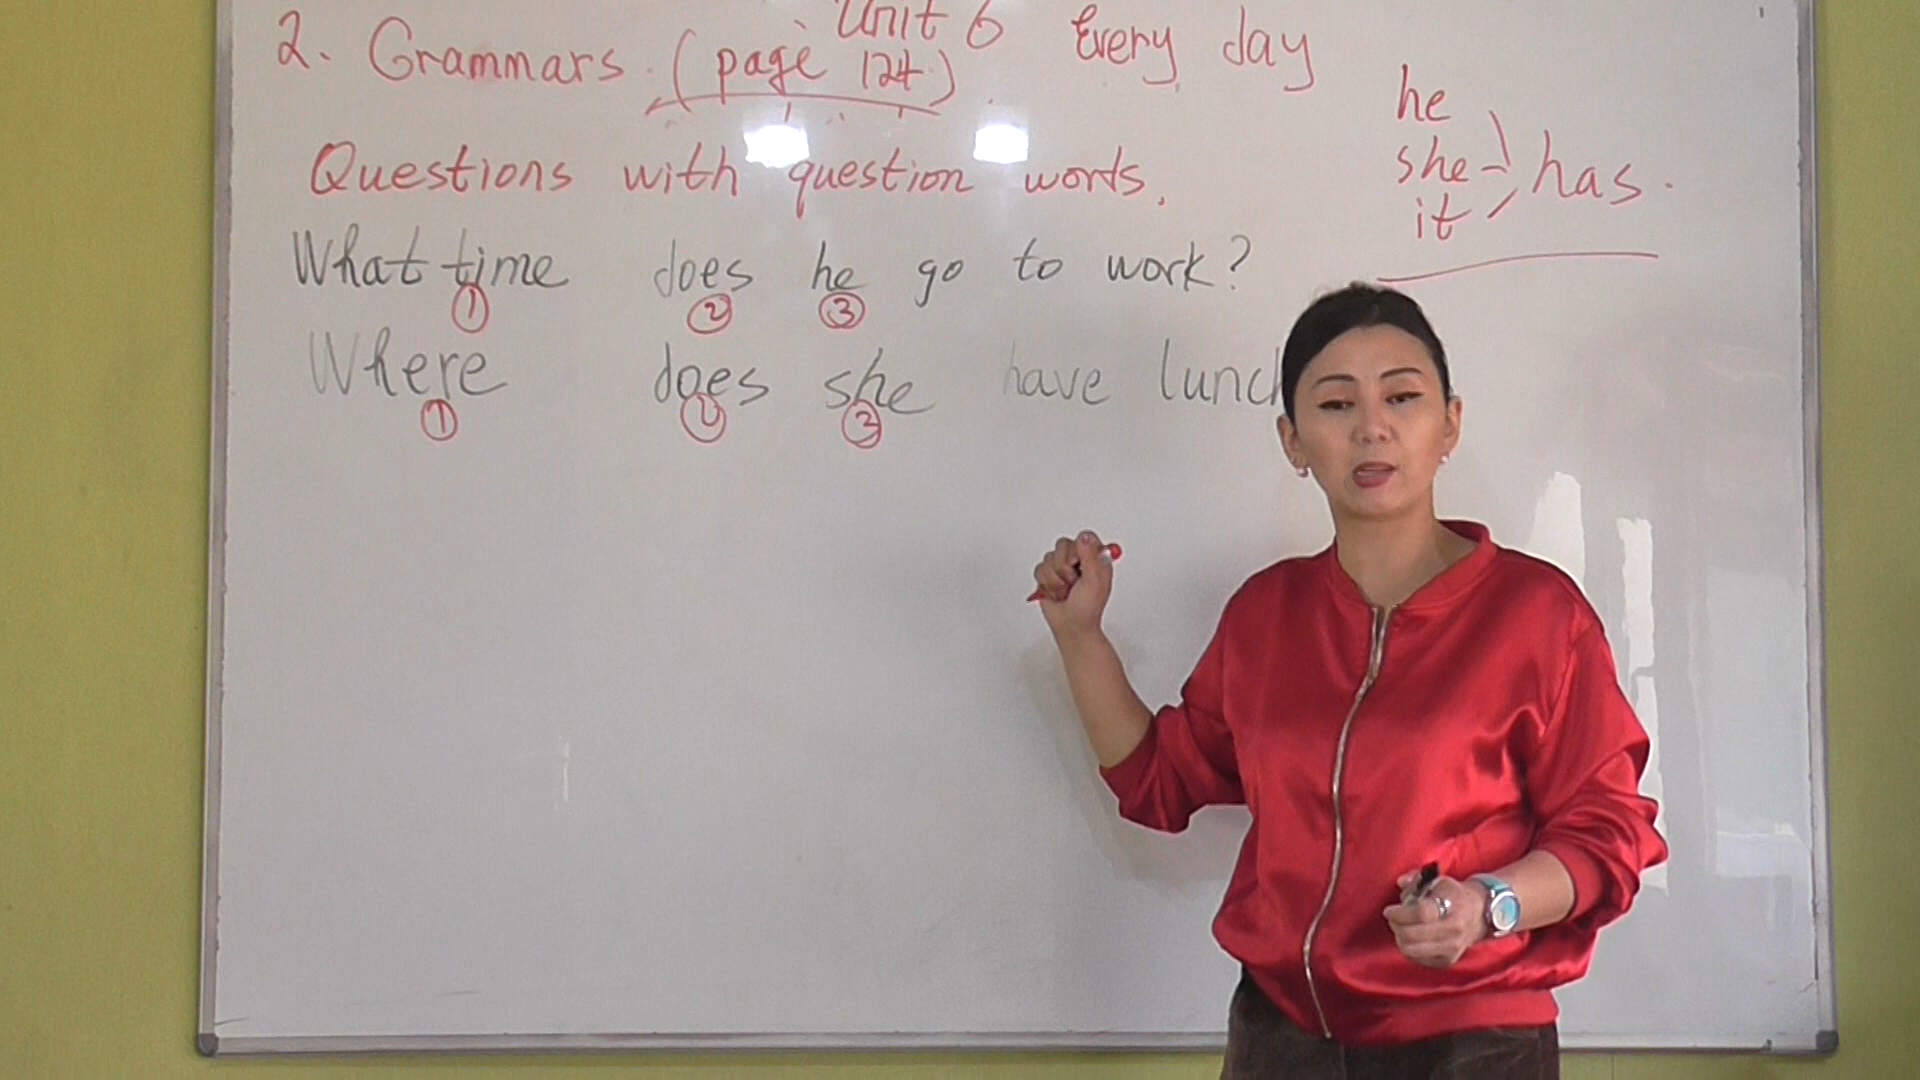 Unit 6 Every day
2. Grammars. (page 124)
Questions with question words.
he
she
it
has.
What time does he go to work?
① ② ③
Where does she have lunch
① ② ③